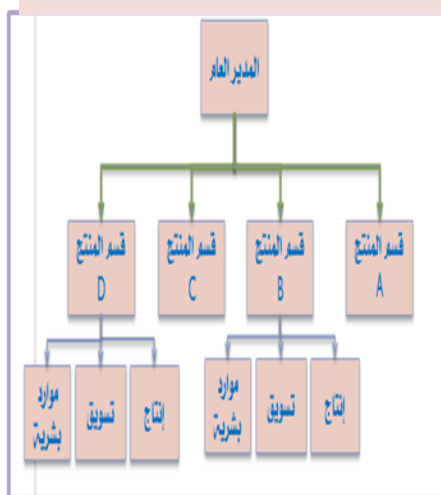 المدير العام
قسم المنتج
A
قسم المنتج
B
قسم المنتج
C
قسم المنتج
D
إنتاج
تسويق
موارد
بشرية
إنتاج
تسويق
موارد
بشرية